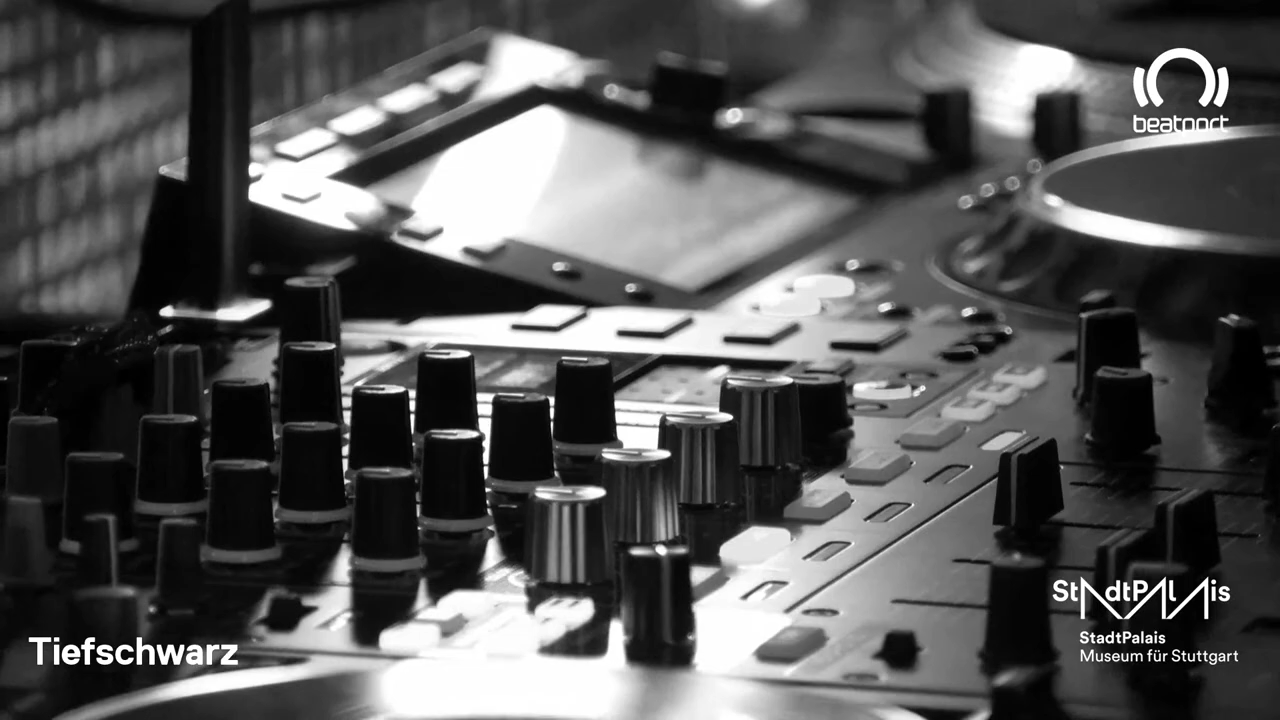 beatport
Tiefschwarz
StadtPalais
StadtPalais
Museum für Stuttgart